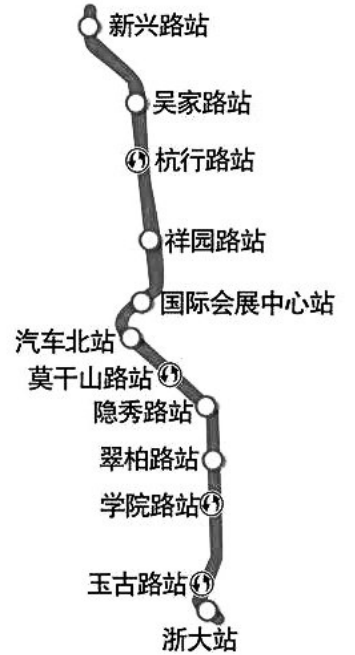 新兴路站
吴家路站
杭行路站
祥园路站
国际会展中心站
汽车北站
莫干山路站
隐秀路站
翠柏路站
学院路站
玉古路站
浙大站